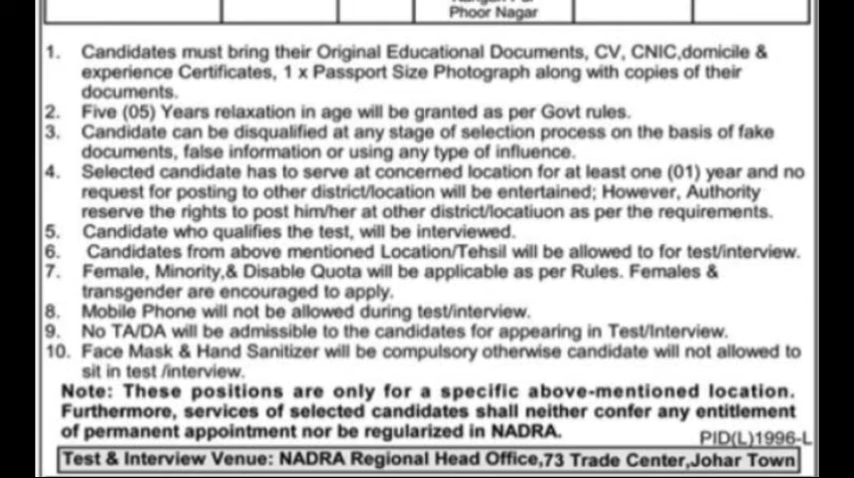 Phoor Nagar
1. Candidates must bring their Original Educational Documents, CV, CNIC,domicile &
experience Certificates, 1 x Passport Size Photograph along with copies of their
documents.
2. Five (05) Years relaxation in age will be granted as per Govt rules.
3. Candidate can be disqualified at any stage of selection process on the basis of fake
documents, false information or using any type of influence.
4. Selected candidate has to serve at concerned location for at least one (01) year and no
request for posting to other district/location will be entertained; However, Authority
reserve the rights to post him/her at other district/locatiuon as per the requirements.
5. Candidate who qualifies the test, will be interviewed.
6. Candidates from above mentioned Location/Tehsil will be allowed to for test/interview.
7. Female, Minority,& Disable Quota will be applicable as per Rules. Females &
transgender are encouraged to apply.
8. Mobile Phone will not be allowed during test/interview.
9. No TA/DA will be admissible to the candidates for appearing in Test/Interview.
10. Face Mask & Hand Sanitizer will be compulsory otherwise candidate will not allowed to
sit in test /interview.
Note: These positions are only for a specific above-mentioned location.
Furthermore, services of selected candidates shall neither confer any entitlement
of permanent appointment nor be regularized in NADRA.
PID(L)1996-L
Test & Interview Venue: NADRA Regional Head Office,73 Trade Center,Johar Town